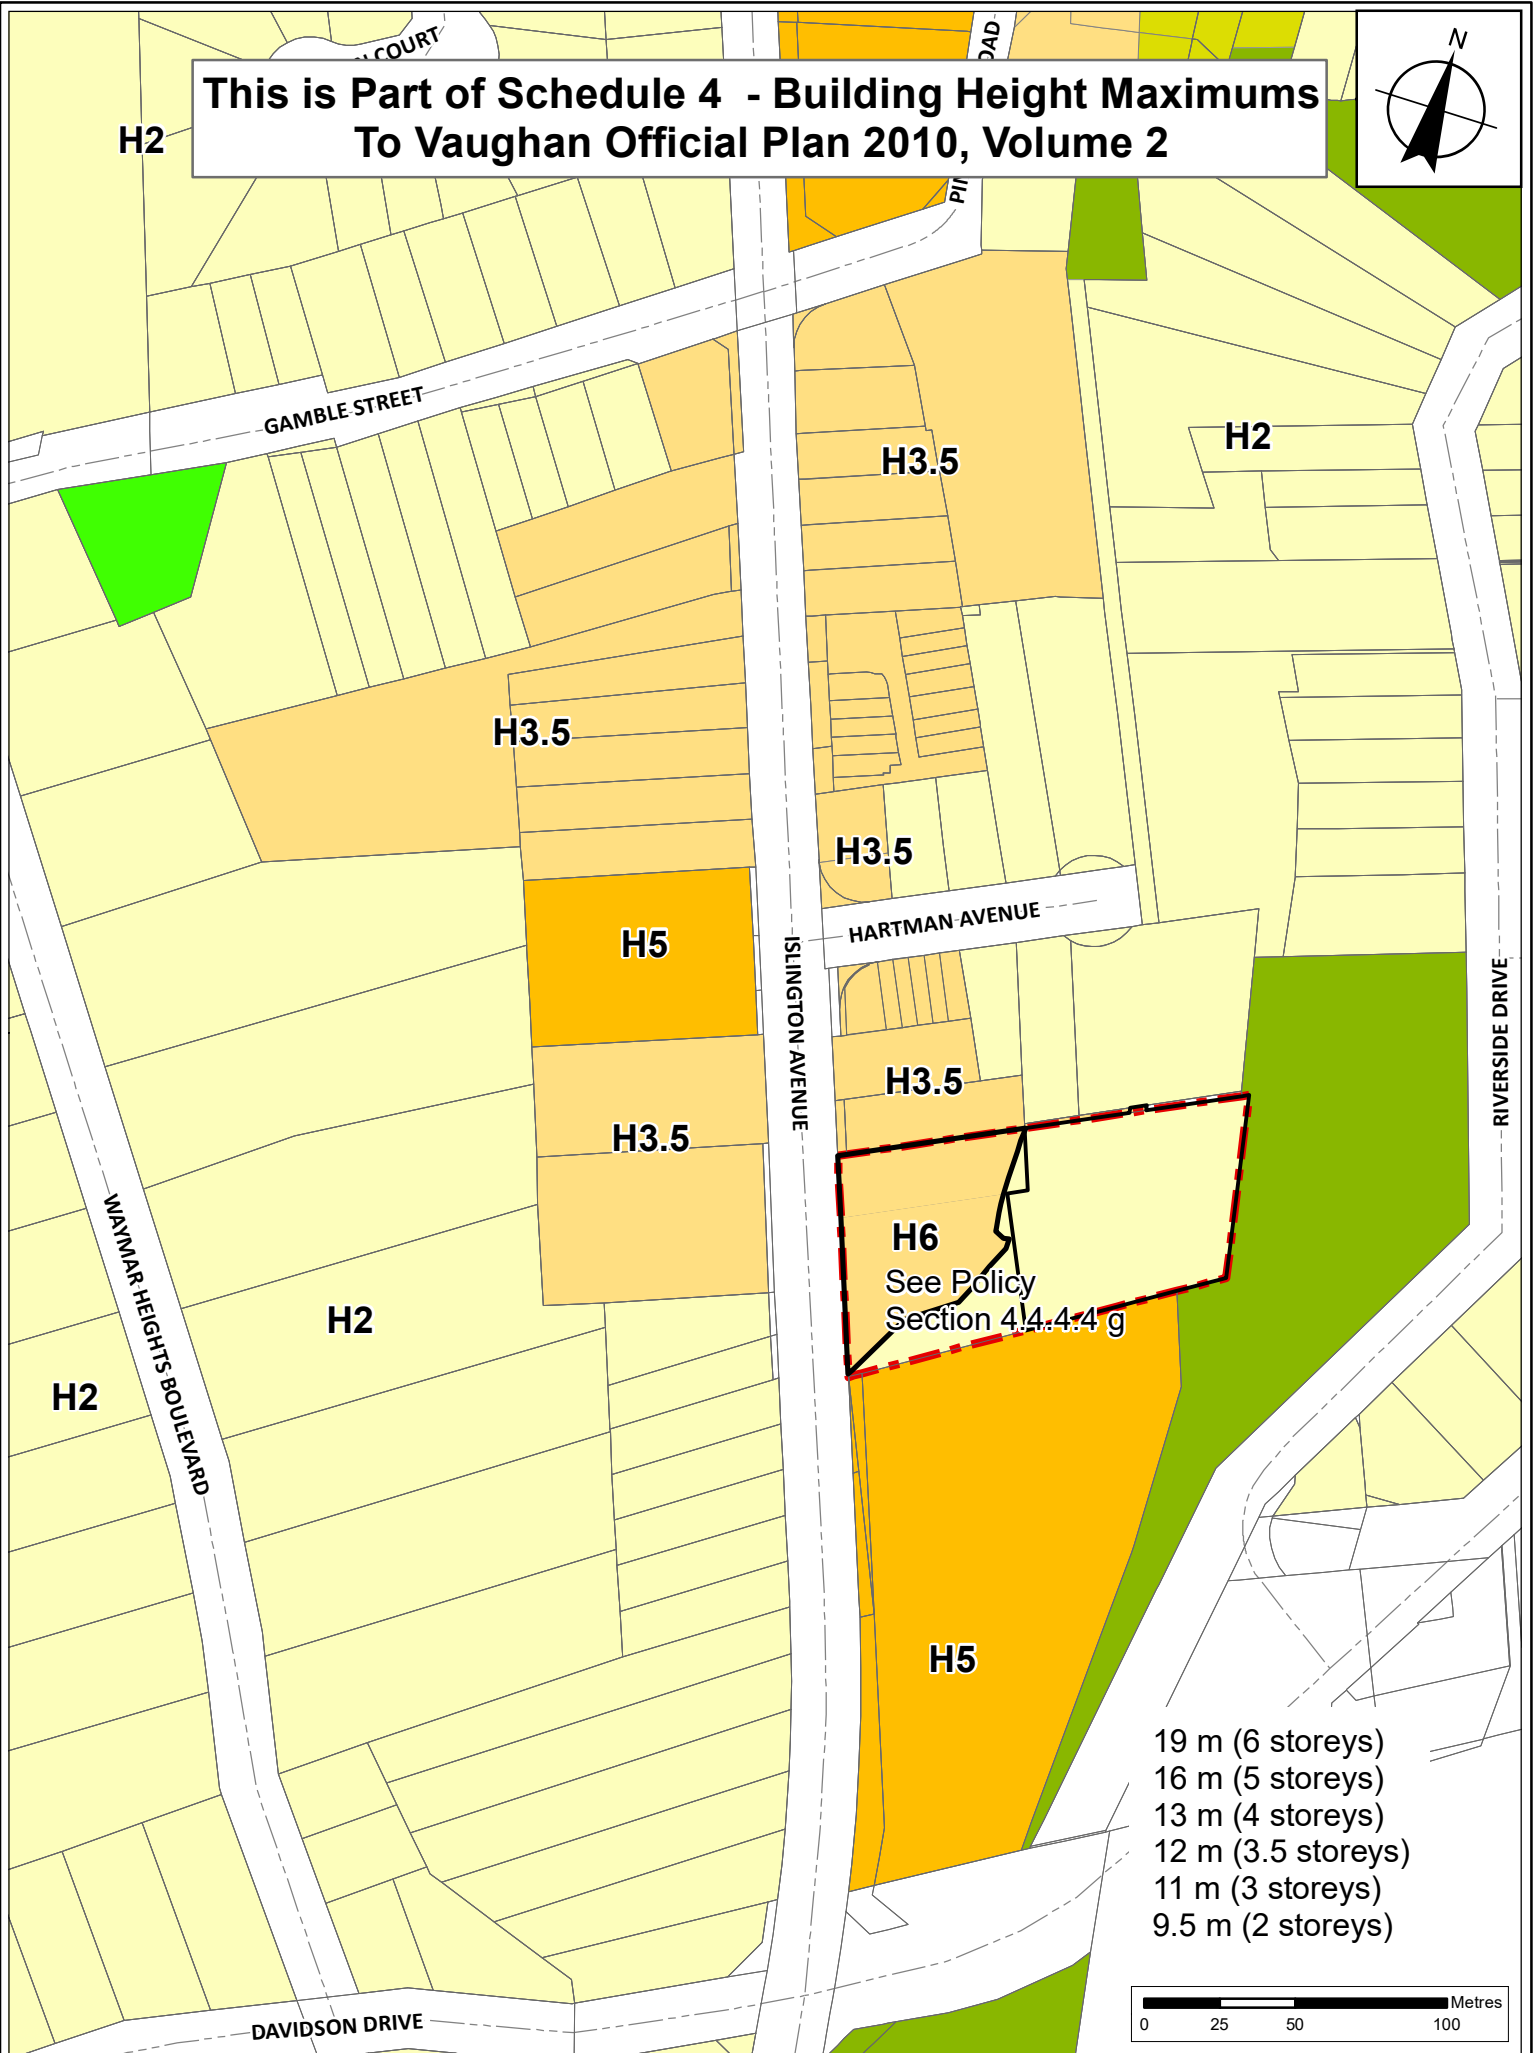 COURT
OAD
N
This is Part of Schedule 4 - Building Height Maximums
To Vaughan Official Plan 2010, Volume 2
H2
PIN
GAMBLE STREET
H3.5
H2
H3.5
H3.5
HARTMAN AVENUE
H5
ISLINGTON AVENUE
RIVERSIDE DRIVE
H3.5
H3.5
H6
See Policy
Section 4.4.4.4 g
WAYMAR HEIGHTS BOULEVARD
H2
H2
H5
19 m (6 storeys)
16 m (5 storeys)
13 m (4 storeys)
12 m (3.5 storeys)
11 m (3 storeys)
9.5 m (2 storeys)
DAVIDSON DRIVE
Metres
0 25 50 100